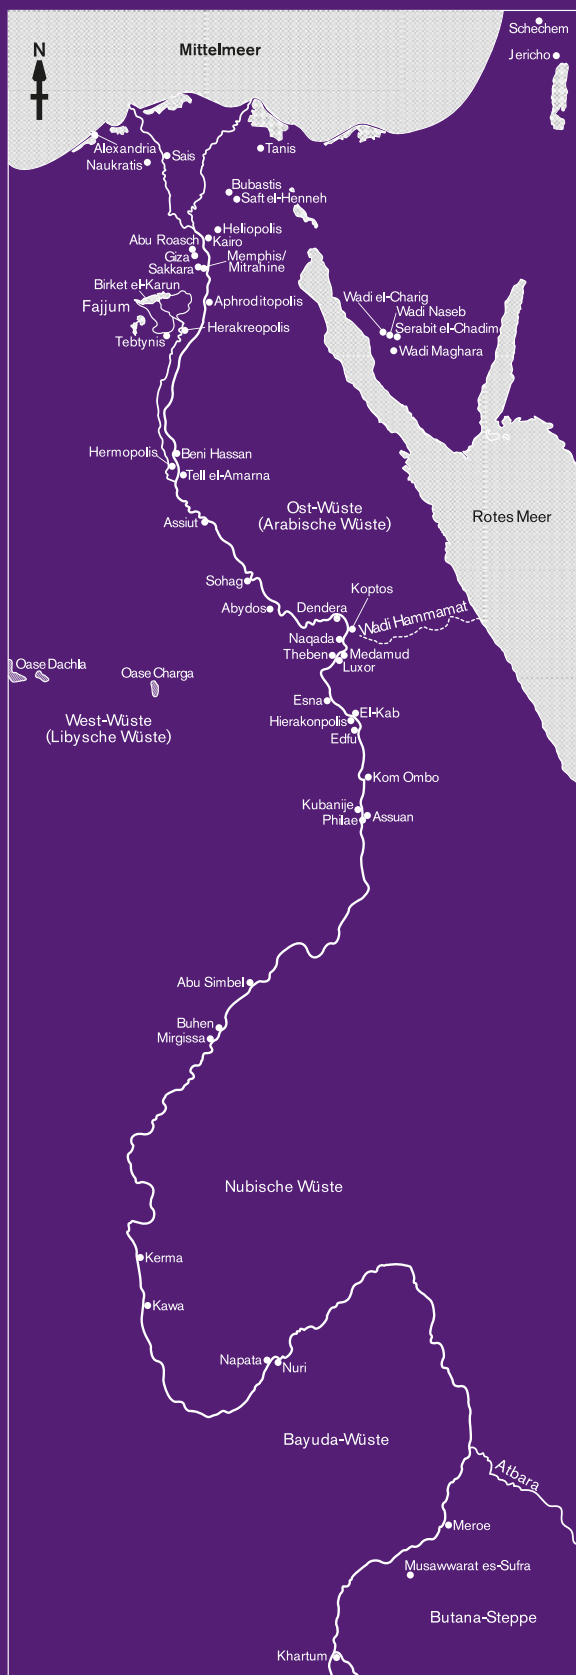 Schechem
Mittelmeer
N
Jericho
Alexandria
Sais
Tanis
Naukratis
Bubastis
Saft el-Henneh
Heliopolis
Abu Roasch
Kairo
Giza
Memphis/
Mitrahine
Sakkara
Birket el-Karun
Wadi el-Charig
Wadi Naseb
Fajjum
Aphroditopolis
Serabit el-Chadim
Herakreopolis
Tebtynis
Wadi Maghara
Hermopolis
Beni Hassan
Tell el-Amarna
Ost-Wüste
(Arabische Wüste)
Rotes Meer
Assiut
Sohag
Koptos
Abydos
Dendera
Wadi Hammamat
Naqada
Theben
Medamud
Luxor
Oase Dachla
Oase Charga
Esna
El-Kab
West-Wüste
(Libysche Wüste)
Hierakonpolis
Edfu
Kom Ombo
Kubanije
Philae
Assuan
Abu Simbel
Buhen
Mirgissa
Nubische Wüste
Kerma
Kawa
Napata
Nuri
Bayuda-Wüste
Atbara
Meroe
Musawwarat es-Sufra
Butana-Steppe
Khartum